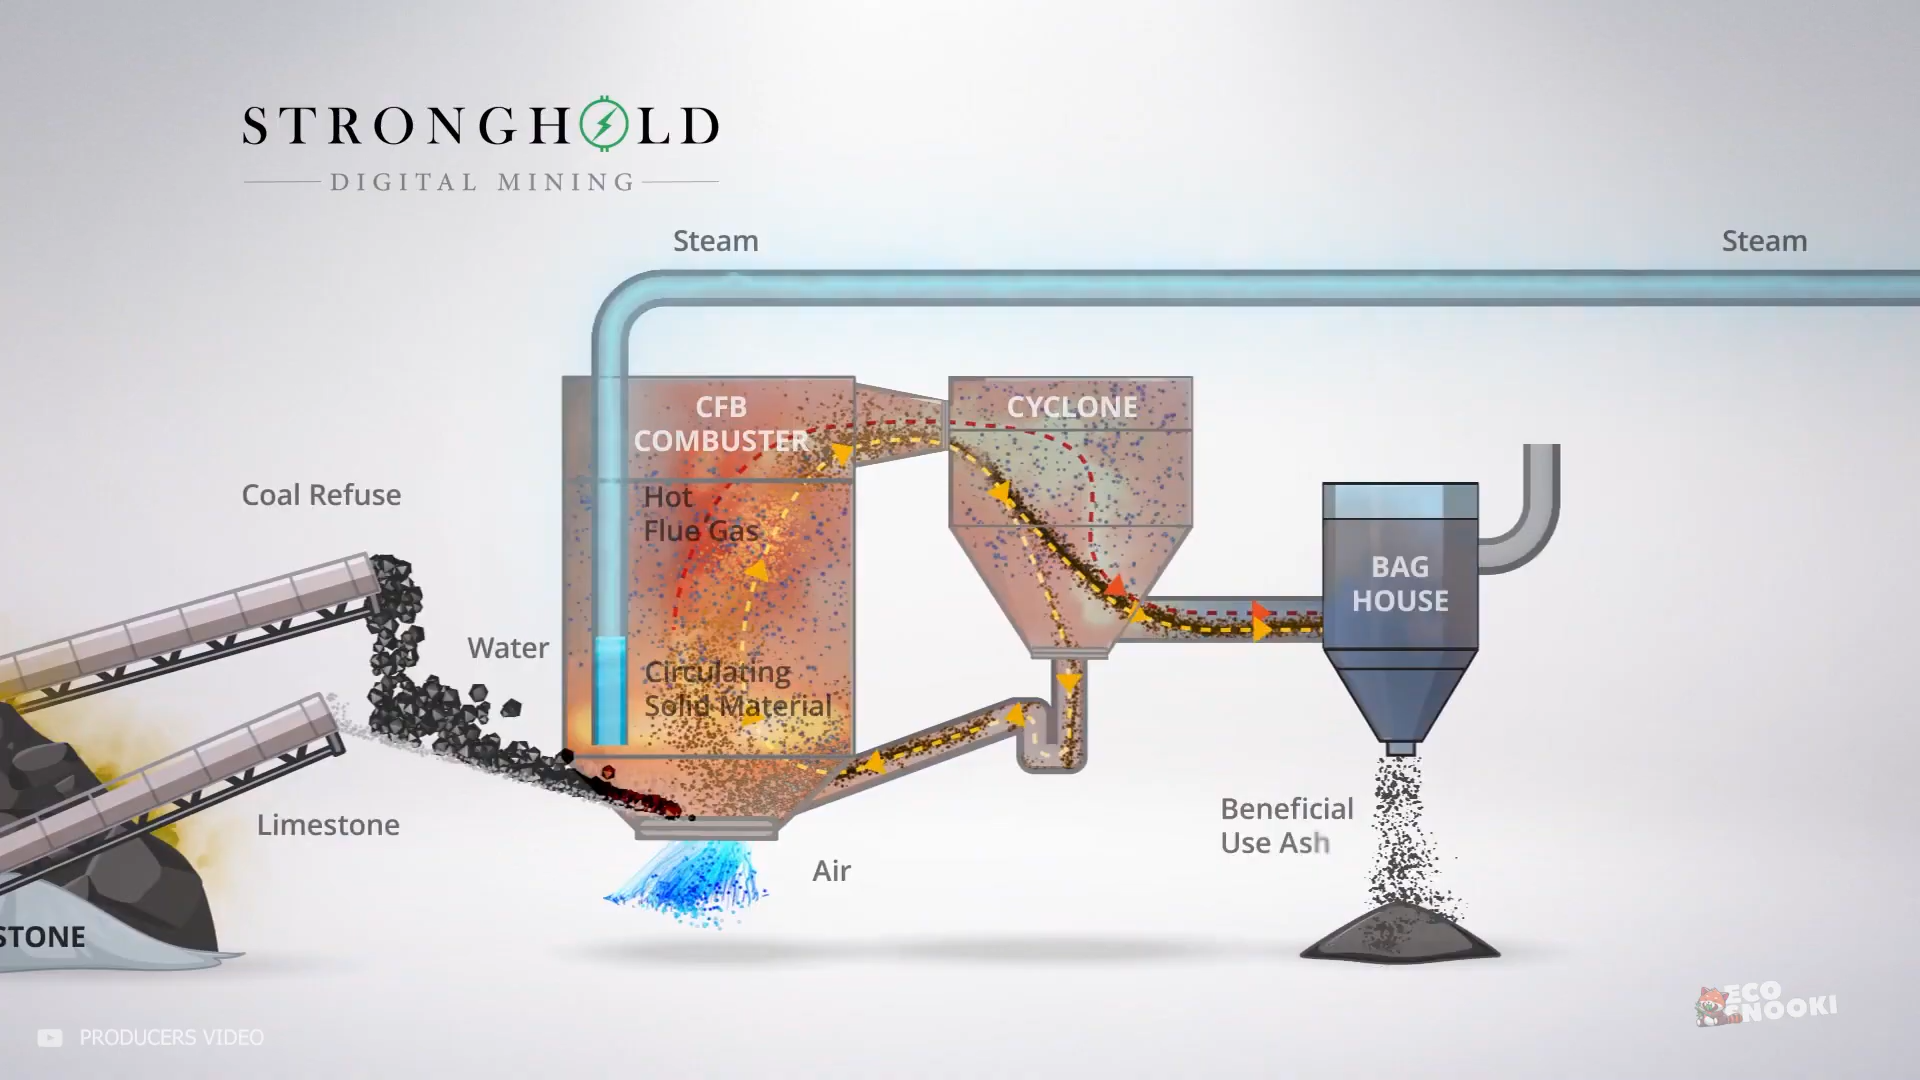 STRONGHOLD
DIGITAL MINING
Steam
Steam
CFB
COMBUSTER
CYCLONE
Hot
Flue Gas
Coal Refuse
BAG
HOUSE
Water
Circulating
Solid Material
Limestone
Beneficial
Use Ash
Air
STONE
ECO
SNOOKI
PRODUCERS VIDEO